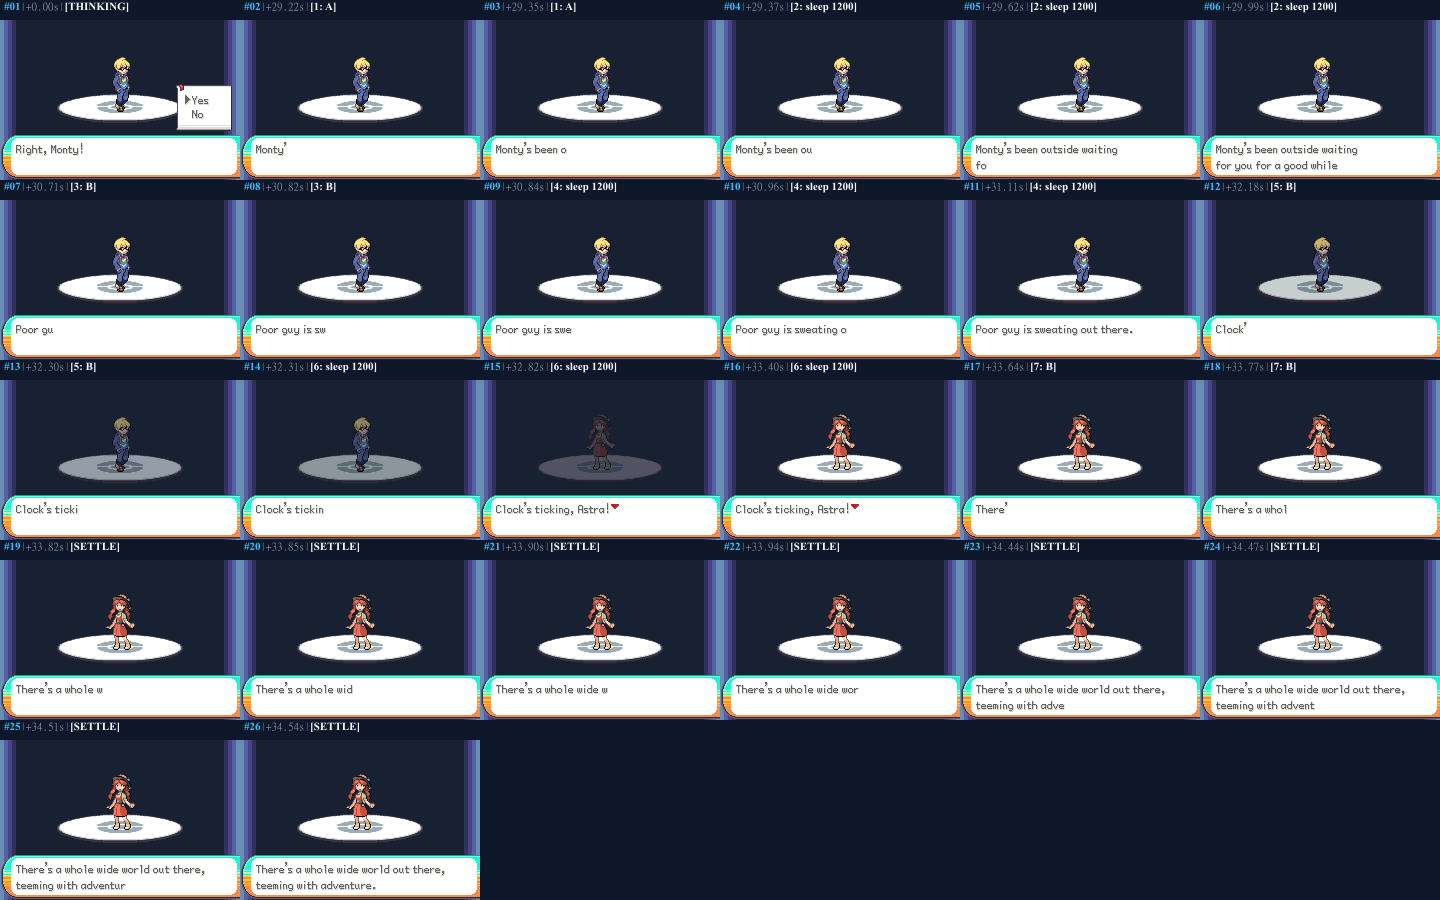 #01 | +0.00s | [THINKING]
Yes
No
Right, Monty!
#02 | +29.22s | [1: A]
Monty'
#03 | +29.35s | [1: A]
Monty's been o
#04 | +29.37s | [2: sleep 1200]
Monty's been ou
#05 | +29.62s | [2: sleep 1200]
Monty's been outside waiting
fo
#06 | +29.99s | [2: sleep 1200]
Monty's been outside waiting
for you for a good while
#07 | +30.71s | [3: B]
Poor gu
#08 | +30.82s | [3: B]
Poor guy is sw
#09 | +30.84s | [4: sleep 1200]
Poor guy is swe
#10 | +30.96s | [4: sleep 1200]
Poor guy is sweating o
#11 | +31.11s | [4: sleep 1200]
Poor guy is sweating out there.
#12 | +32.18s | [5: B]
Clock'
#13 | +32.30s | [5: B]
Clock's ticki
#14 | +32.31s | [6: sleep 1200]
Clock's tickin
#15 | +32.82s | [6: sleep 1200]
Clock's ticking, Astra!
#16 | +33.40s | [6: sleep 1200]
Clock's ticking, Astra!
#17 | +33.64s | [7: B]
There'
#18 | +33.77s | [7: B]
There's a whol
#19 | +33.82s | [SETTLE]
There's a whole w
#20 | +33.85s | [SETTLE]
There's a whole wid
#21 | +33.90s | [SETTLE]
There's a whole wide w
#22 | +33.94s | [SETTLE]
There's a whole wide wor
#23 | +34.44s | [SETTLE]
There's a whole wide world out there,
teeming with adve
#24 | +34.47s | [SETTLE]
There's a whole wide world out there,
teeming with advent
#25 | +34.51s | [SETTLE]
There's a whole wide world out there,
teeming with adventur
#26 | +34.54s | [SETTLE]
There's a whole wide world out there,
teeming with adventure.